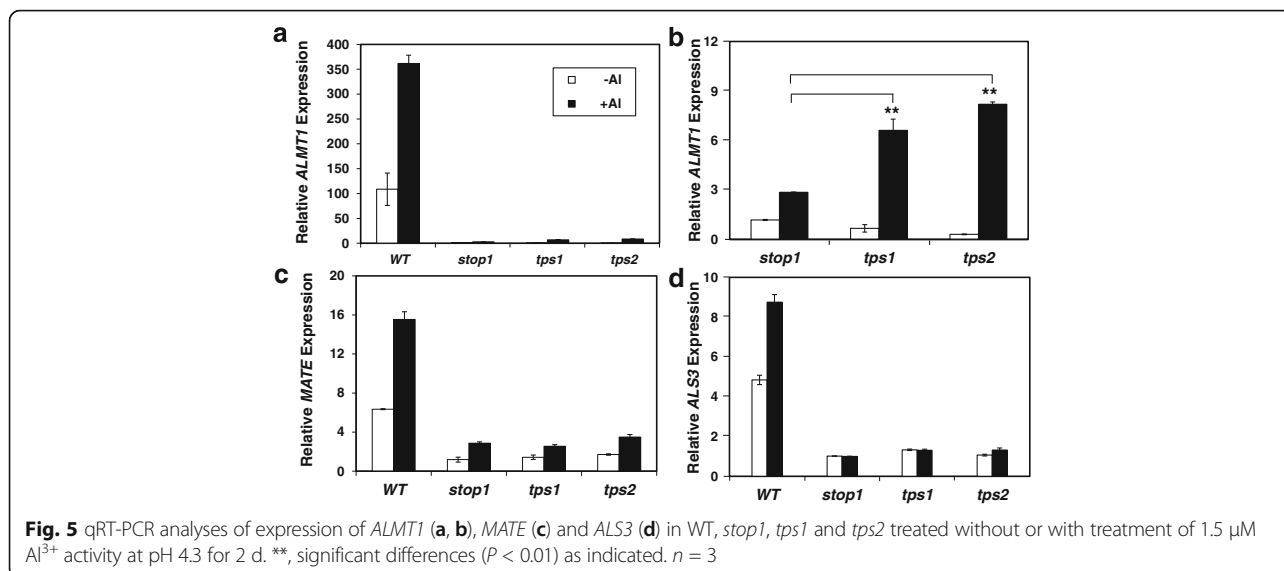 a
Relative ALMT1 Expression
400
350
300
250
200
150
100
50
0
-Al
+Al
WT stop1 tps1 tps2
b
Relative ALMT1 Expression
12
9
6
3
0
**
**
stop1 tps1 tps2
c
Relative MATE Expression
20
16
12
8
4
0
WT stop1 tps1 tps2
d
Relative ALS3 Expression
10
8
6
4
2
0
WT stop1 tps1 tps2
Fig. 5 qRT-PCR analyses of expression of ALMT1 (a, b), MATE (c) and ALS3 (d) in WT, stop1, tps1 and tps2 treated without or with treatment of 1.5 μM
Al³⁺ activity at pH 4.3 for 2 d. **, significant differences (P < 0.01) as indicated. n = 3